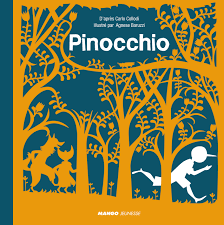 D'après Carlo Collodi
Illustré par Agnese Baruzzi
Pinocchio
MANGO JEUNESSE